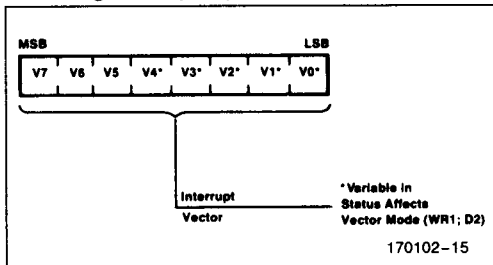 MSB LSB
V7 V6 V5 V4* V3* V2* V1* V0*
Interrupt
Vector
*Variable in
Status Affects
Vector Mode (WR1; D2)
170102-15